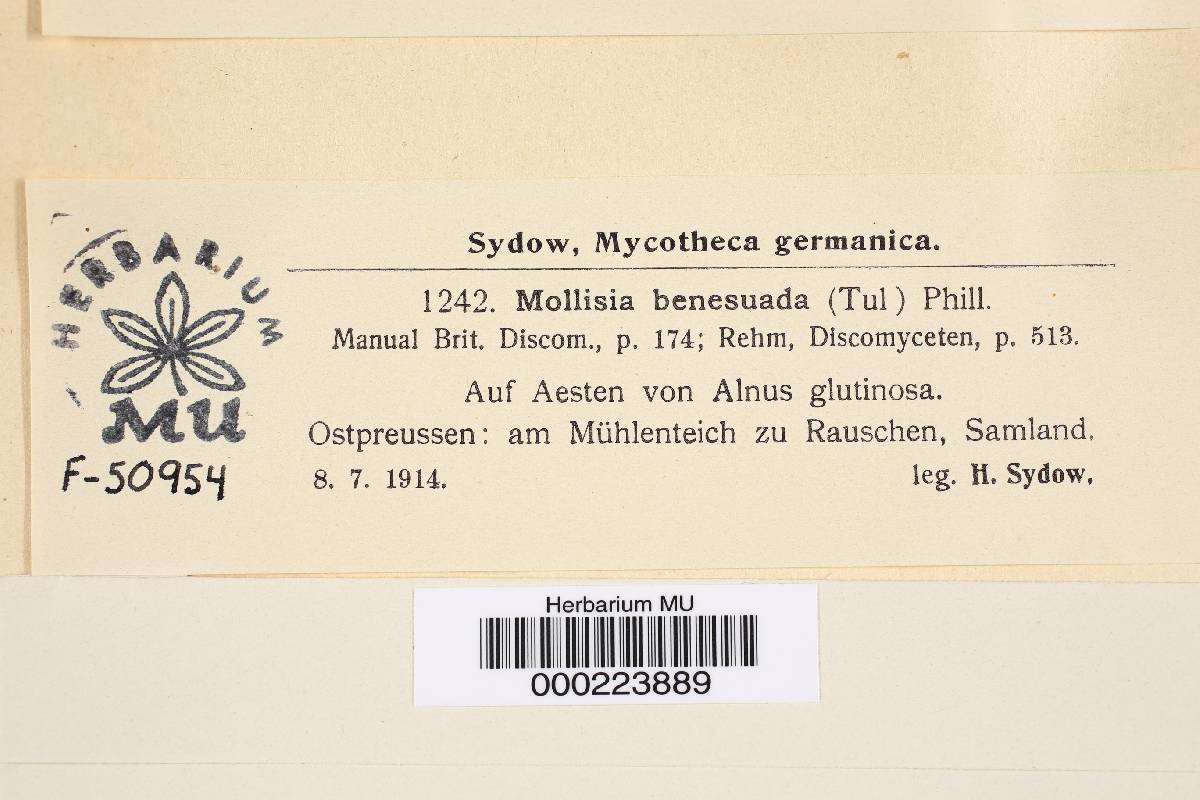 Sydow, Mycotheca germanica.
HERBARIUM
MU
F-50954
1242. Mollisia benesuada (Tul) Phill.
Manual Brit. Discom., p. 174; Rehm, Discomyceten, p. 513.
Auf Aesten von Alnus glutinosa.
Ostpreussen: am Mühlenteich zu Rauschen, Samland.
8. 7. 1914. leg. H. Sydow.
Herbarium MU
000223889